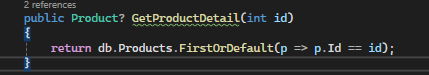 2 references
public Product? GetProductDetail(int id)
{
return db.Products.FirstOrDefault(p => p.Id == id);
}